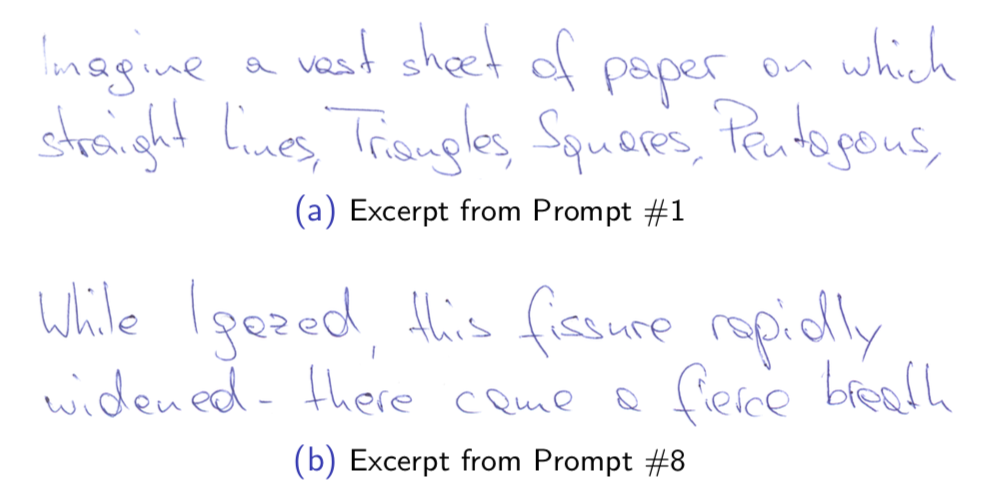 Imagine a vast sheet of paper on which
straight Lines, Triangles, Squares, Pentagons,
(a) Excerpt from Prompt #1
While I gazed, this fissure rapidly
widened - there came a fierce breath
(b) Excerpt from Prompt #8